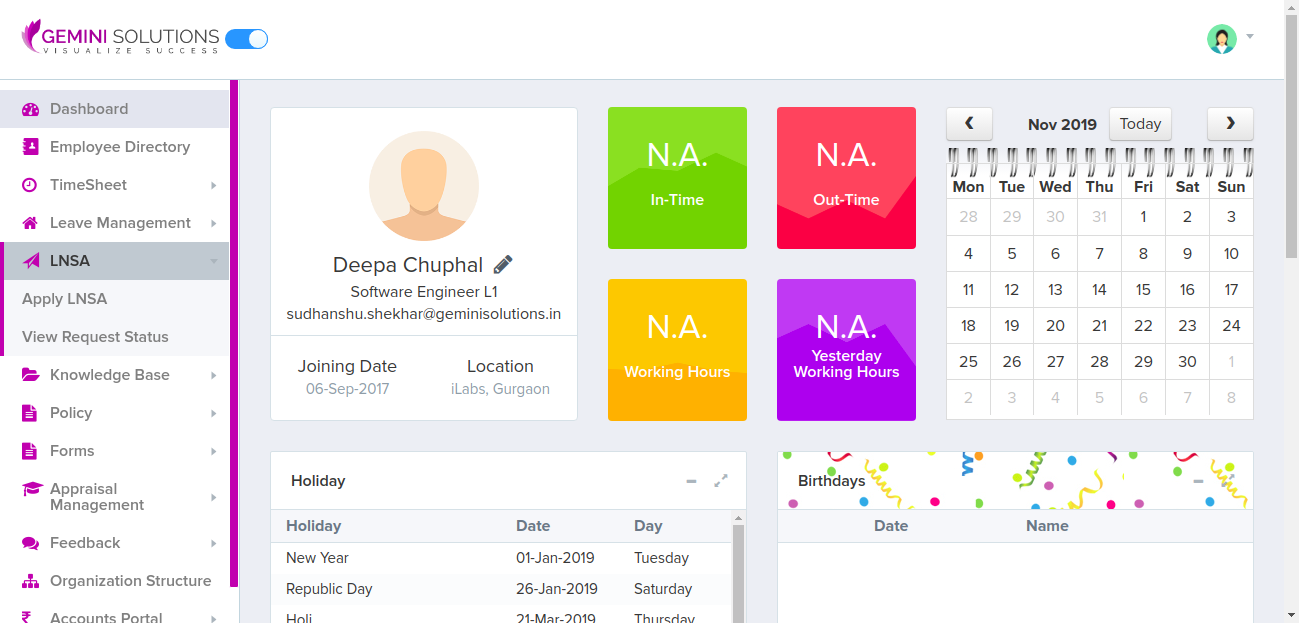 GEMINI SOLUTIONS
VISUALIZE SUCCESS
Dashboard
Employee Directory
TimeSheet
Leave Management
LNSA
Apply LNSA
View Request Status
Knowledge Base
Policy
Forms
Appraisal
Management
Feedback
Organization Structure
Accounts Portal
Deepa Chuphal
Software Engineer L1
sudhanshu.shekhar@geminisolutions.in
Joining Date Location
06-Sep-2017 iLabs, Gurgaon
N.A.
In-Time
N.A.
Out-Time
N.A.
Working Hours
N.A.
Yesterday
Working Hours
Nov 2019 Today
Mon Tue Wed Thu Fri Sat Sun
28 29 30 31 1 2 3
4 5 6 7 8 9 10
11 12 13 14 15 16 17
18 19 20 21 22 23 24
25 26 27 28 29 30 1
2 3 4 5 6 7 8
Holiday
Holiday Date Day
New Year 01-Jan-2019 Tuesday
Republic Day 26-Jan-2019 Saturday
Holi 21-Mar-2019 Thursday
Birthdays
Date Name